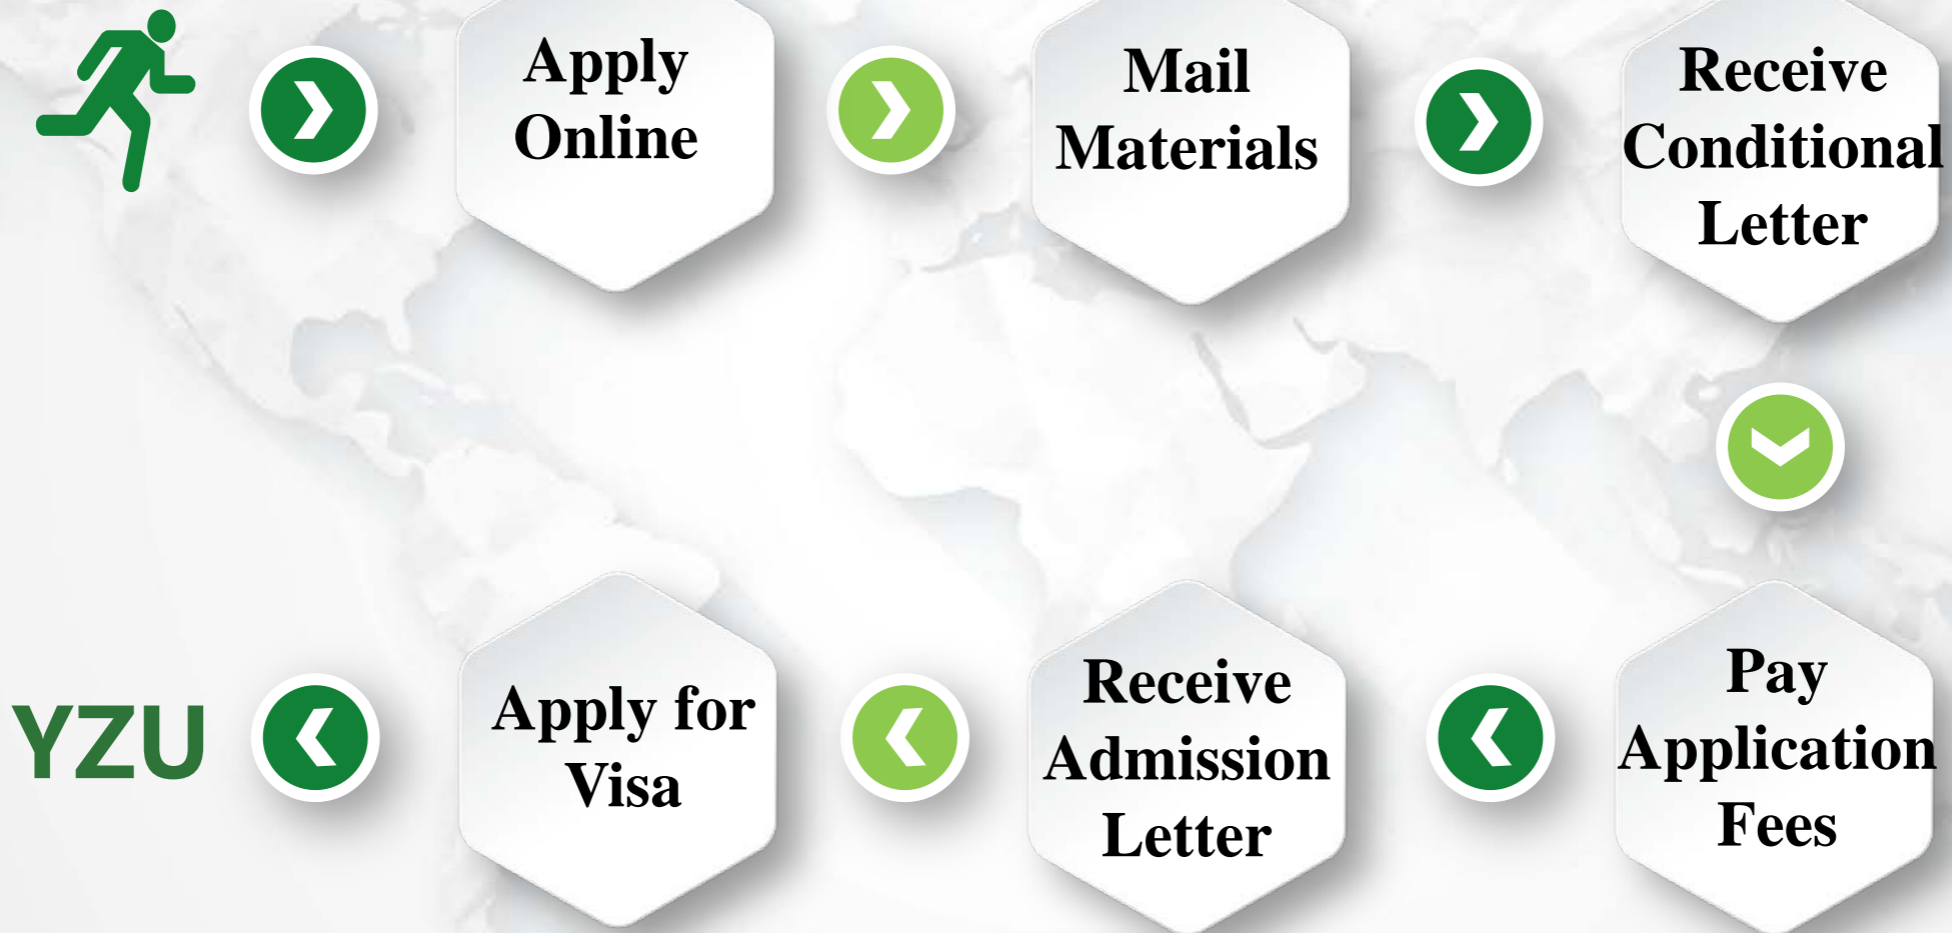 Apply
Online
Mail
Materials
Receive
Conditional
Letter
Pay
Application
Fees
Receive
Admission
Letter
Apply for
Visa
YZU